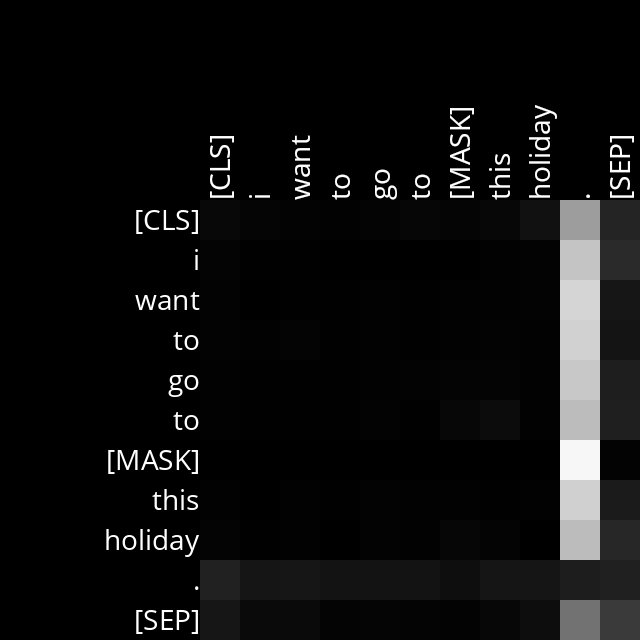 [CLS] i want to go to [MASK] this holiday . [SEP]
[CLS]
i
want
to
go
to
[MASK]
this
holiday
.
[SEP]